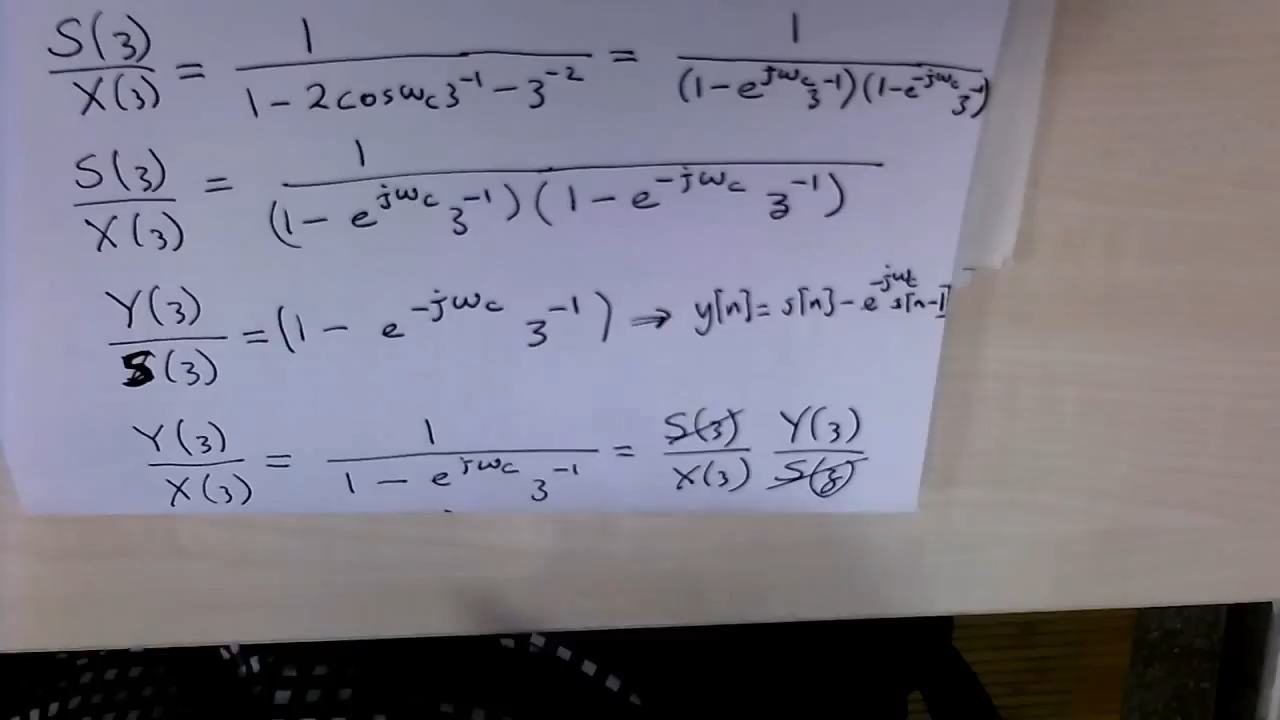 S(z)/X(z) = 1/(1 - 2cosω_c z^-1 - z^-2) = 1/((1-e^{jω_c} z^-1)(1-e^{-jω_c} z^-1))
S(z)/X(z) = 1/((1 - e^{jω_c} z^-1)(1 - e^{-jω_c} z^-1))
Y(z)/S(z) = (1 - e^{-jω_c} z^-1) ⇒ y[n] = s[n] - e^{-jω_c} s[n-1]
Y(z)/X(z) = 1/(1 - e^{jω_c} z^-1) = S(z)/X(z) Y(z)/S(z)